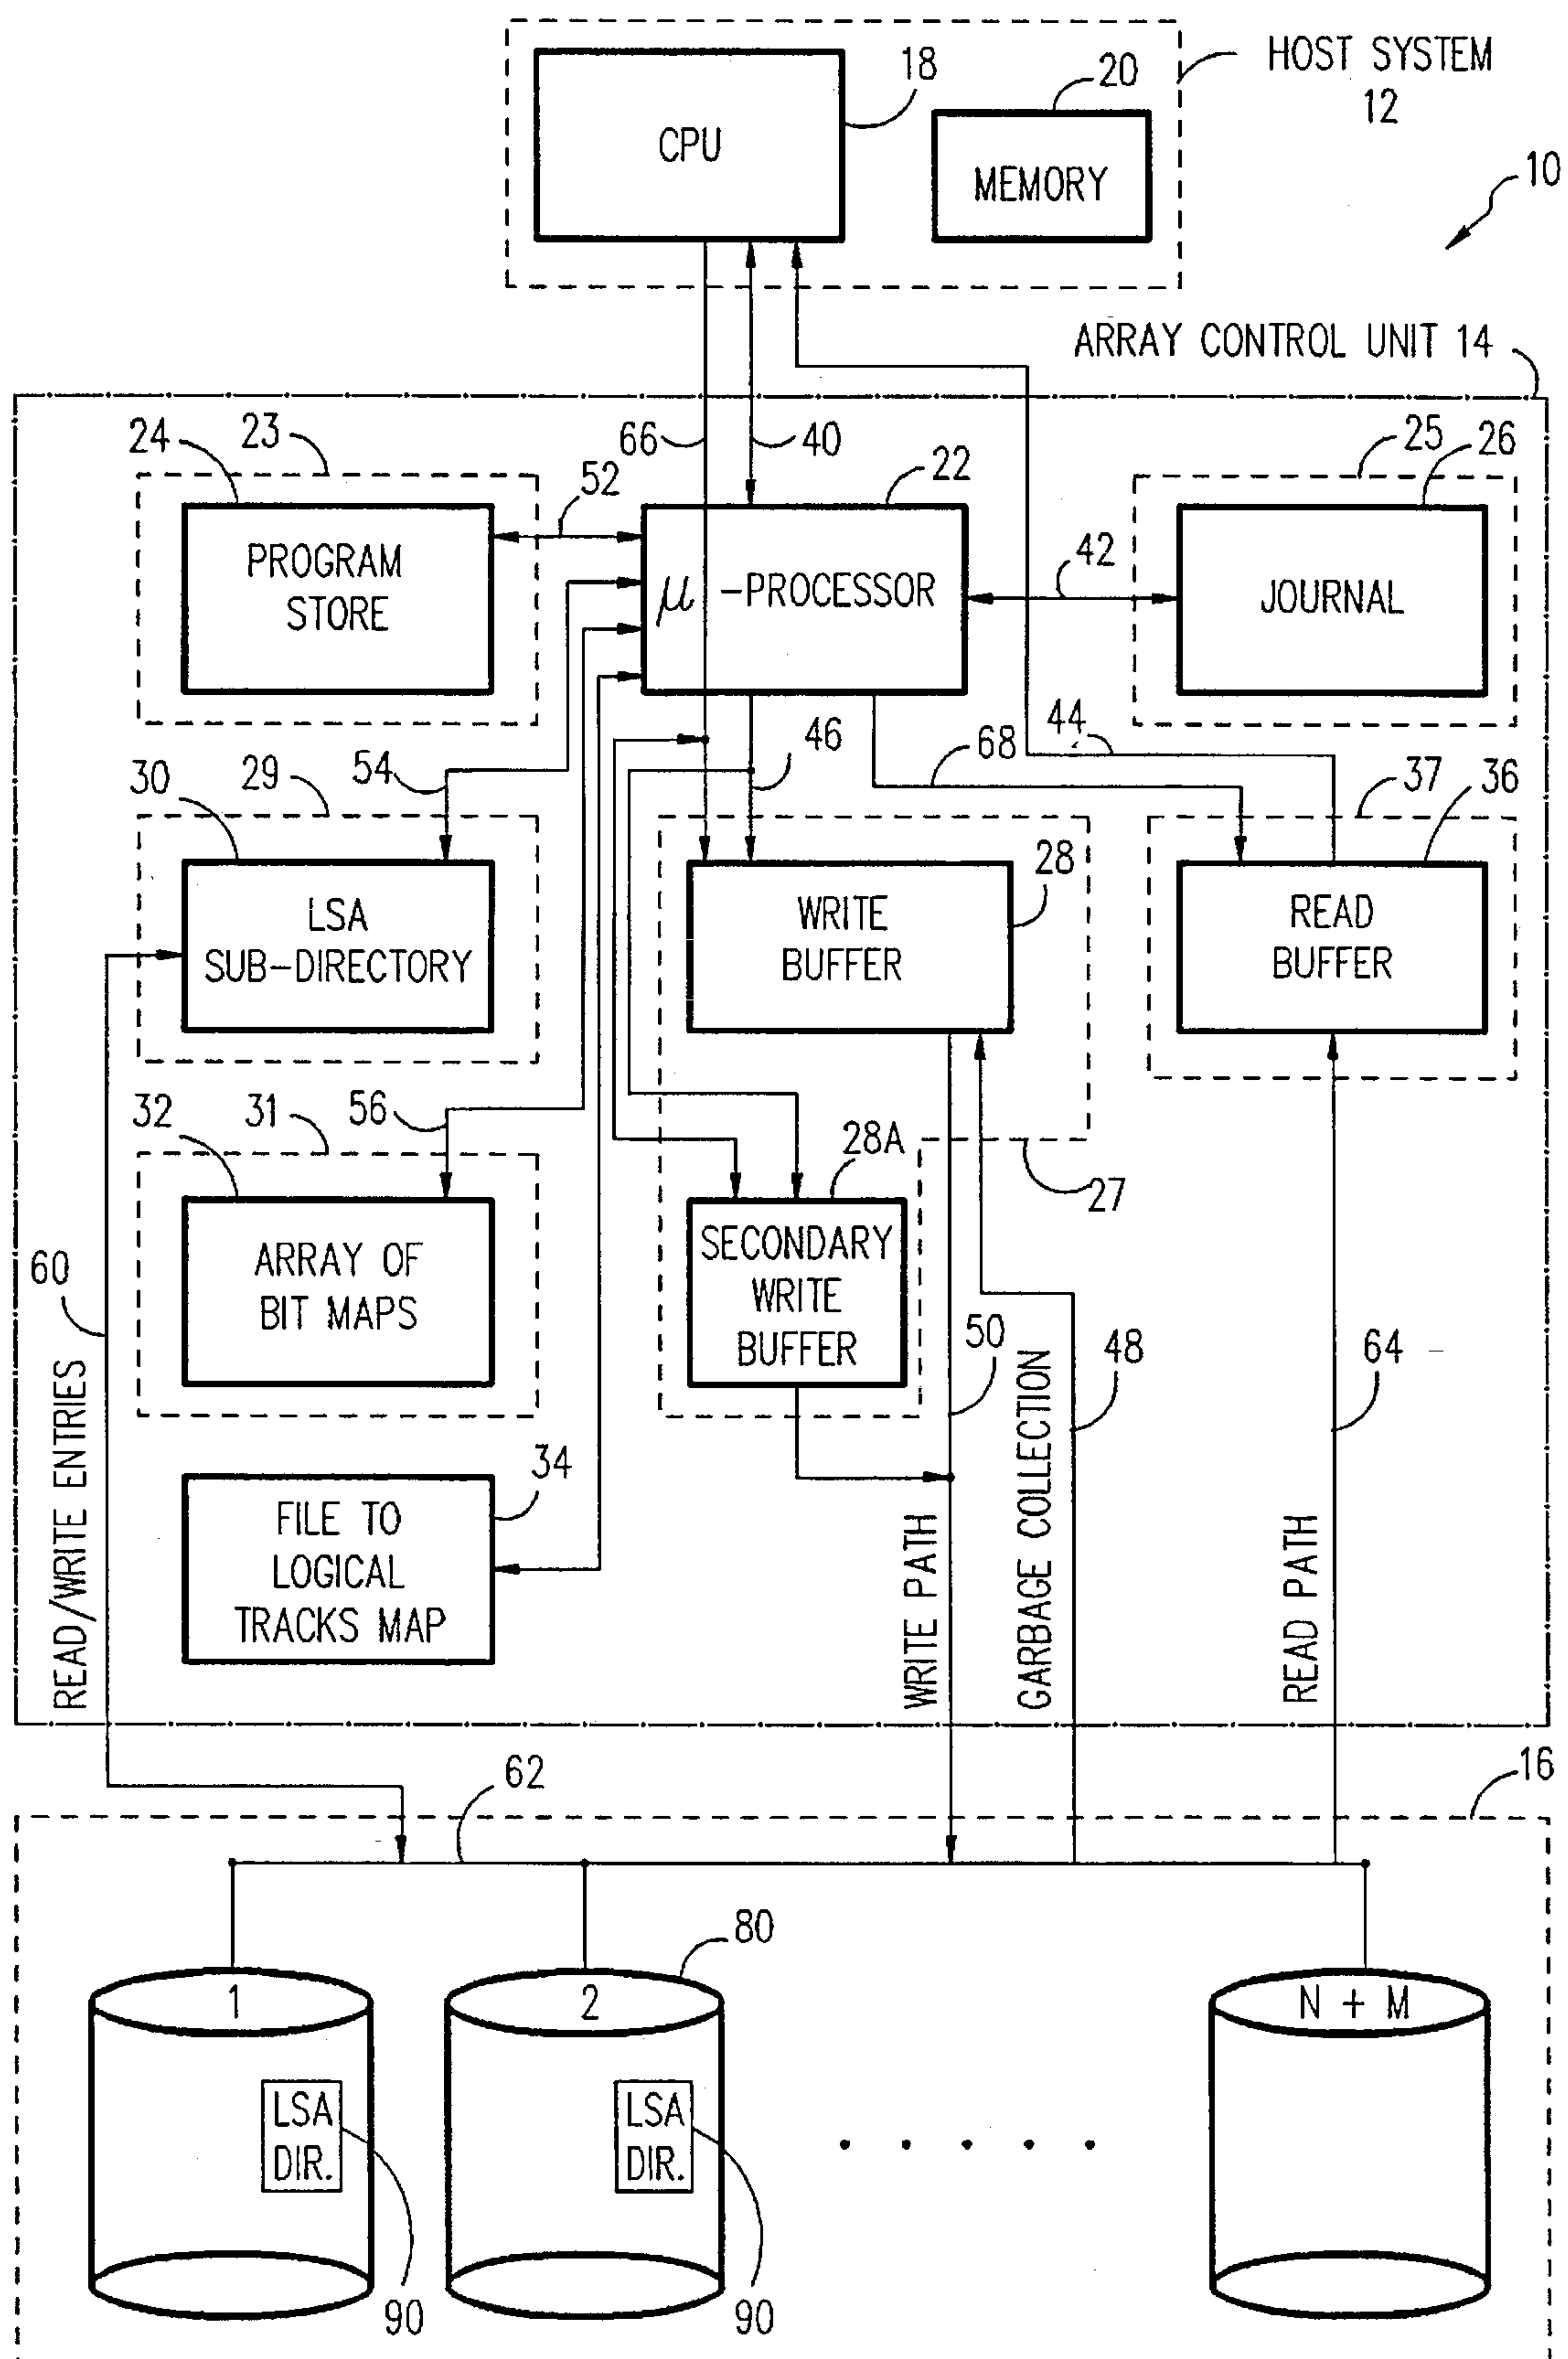 HOST SYSTEM
12
18
20
CPU
MEMORY
10
ARRAY CONTROL UNIT 14
24
23
66
40
25
26
52
22
PROGRAM
STORE
µ -PROCESSOR
42
JOURNAL
30
29
54
46
68
44
37
36
LSA
SUB-DIRECTORY
WRITE
BUFFER
28
READ
BUFFER
32
31
56
28A
27
60
ARRAY OF
BIT MAPS
SECONDARY
WRITE
BUFFER
50
48
64
READ/WRITE ENTRIES
34
FILE TO
LOGICAL
TRACKS MAP
WRITE PATH
GARBAGE COLLECTION
READ PATH
62
16
80
1
2
N + M
LSA
DIR.
LSA
DIR.
90
90